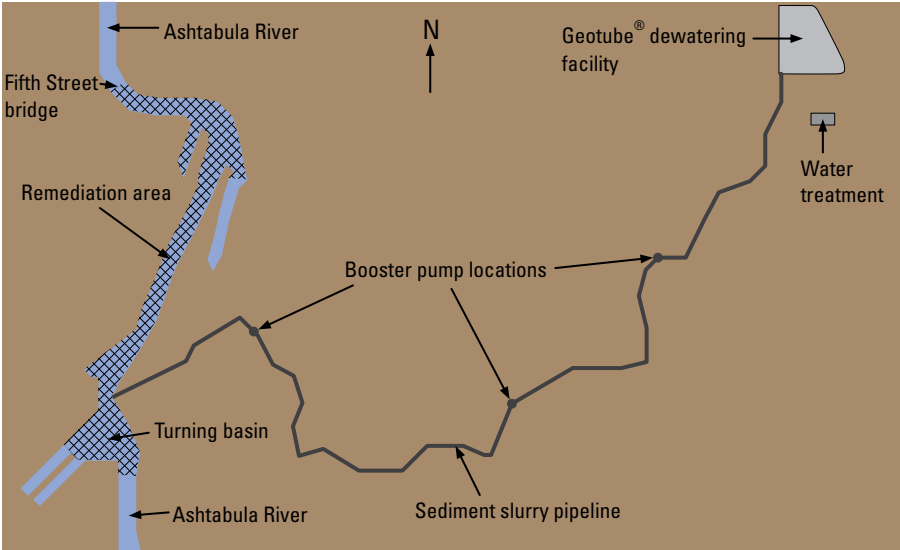 Ashtabula River
N
Geotube® dewatering
facility
Fifth Street
bridge
Water
treatment
Remediation area
Booster pump locations
Turning basin
Sediment slurry pipeline
Ashtabula River